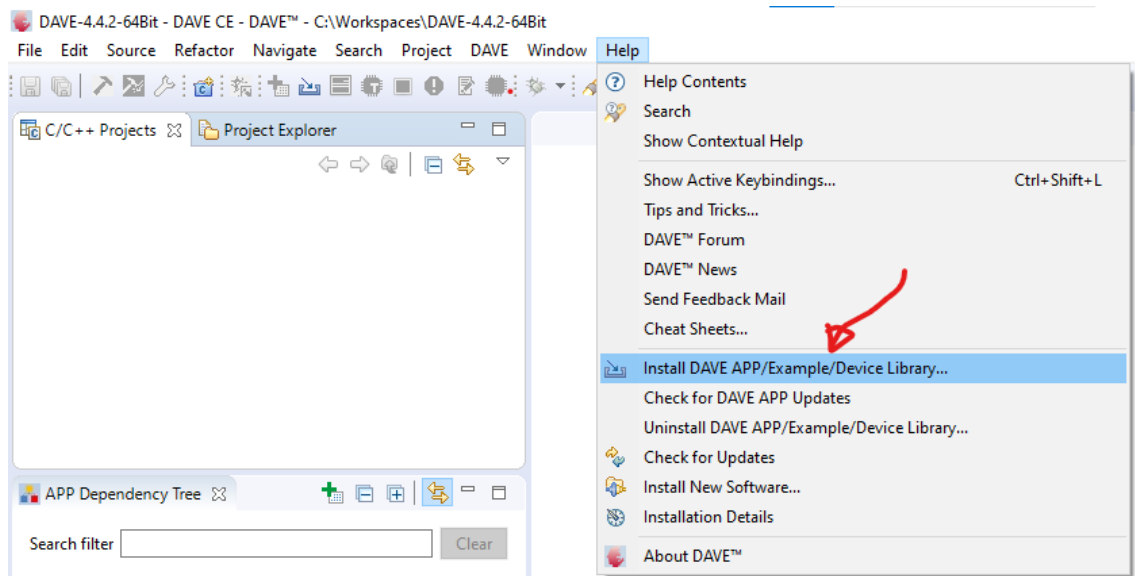 DAVE-4.4.2-64Bit - DAVE CE - DAVE™ - C:\Workspaces\DAVE-4.4.2-64Bit
File Edit Source Refactor Navigate Search Project DAVE Window Help
C/C++ Projects Project Explorer
Help Contents
Search
Show Contextual Help
Show Active Keybindings... Ctrl+Shift+L
Tips and Tricks...
DAVE™ Forum
DAVE™ News
Send Feedback Mail
Cheat Sheets...
Install DAVE APP/Example/Device Library...
Check for DAVE APP Updates
Uninstall DAVE APP/Example/Device Library...
Check for Updates
Install New Software...
Installation Details
About DAVE™
APP Dependency Tree
Search filter Clear